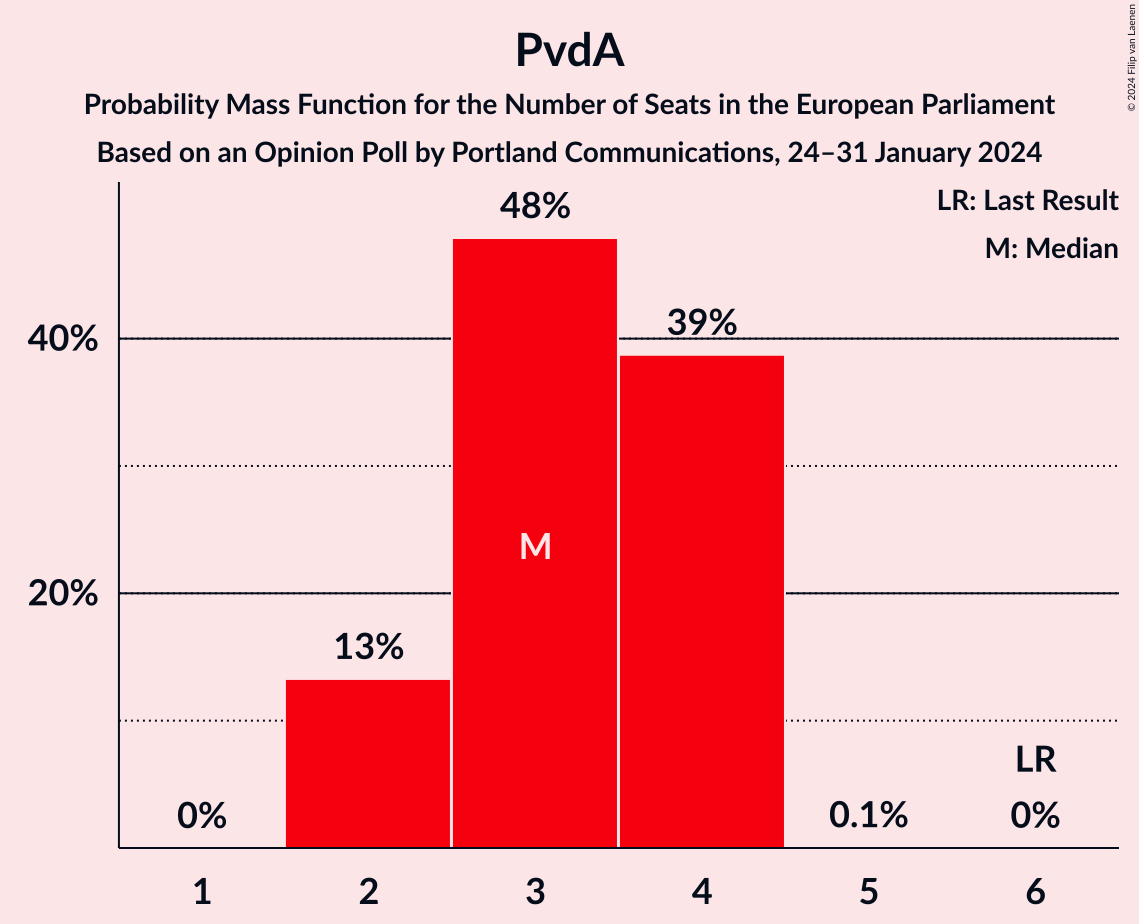 PvdA
Probability Mass Function for the Number of Seats in the European Parliament
Based on an Opinion Poll by Portland Communications, 24–31 January 2024
© 2024 Filip van Laenen
LR: Last Result
M: Median
48%
39%
40%
M
20%
13%
LR
0%
0.1%
0%
1 2 3 4 5 6